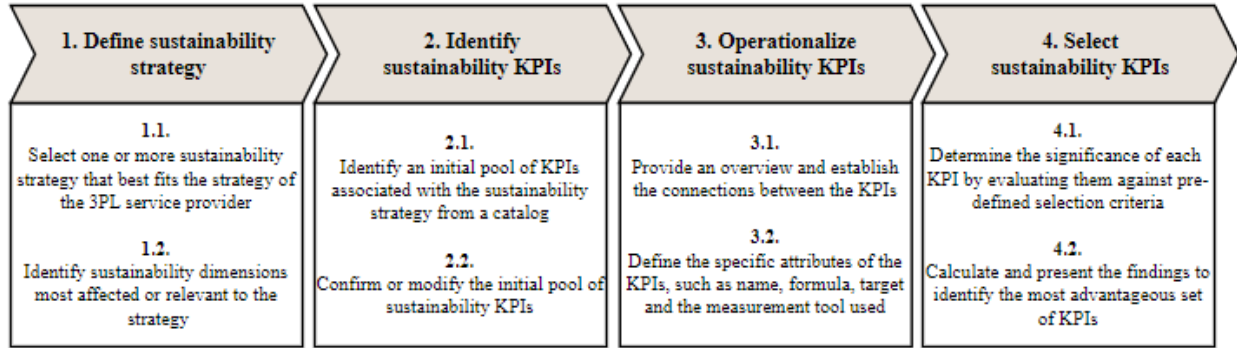 1. Define sustainability
strategy
2. Identify
sustainability KPIs
3. Operationalize
sustainability KPIs
4. Select
sustainability KPIs
1.1.
Select one or more sustainability
strategy that best fits the strategy of
the 3PL service provider
1.2.
Identify sustainability dimensions
most affected or relevant to the
strategy
2.1.
Identify an initial pool of KPIs
associated with the sustainability
strategy from a catalog
2.2.
Confirm or modify the initial pool of
sustainability KPIs
3.1.
Provide an overview and establish
the connections between the KPIs
3.2.
Define the specific attributes of the
KPIs, such as name, formula, target
and the measurement tool used
4.1.
Determine the significance of each
KPI by evaluating them against pre-
defined selection criteria
4.2.
Calculate and present the findings to
identify the most advantageous set
of KPIs